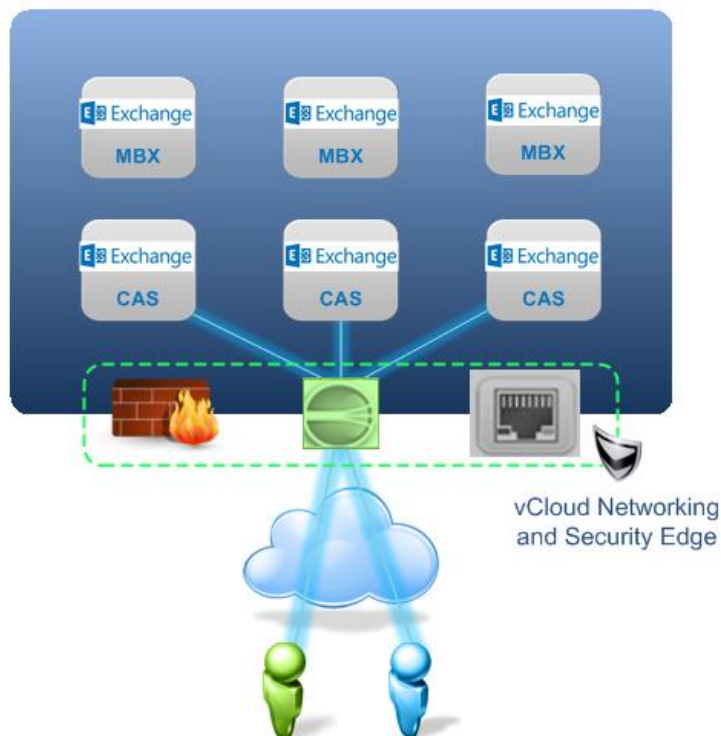 E Exchange
MBX
E Exchange
MBX
E Exchange
MBX
E Exchange
CAS
E Exchange
CAS
E Exchange
CAS
vCloud Networking
and Security Edge